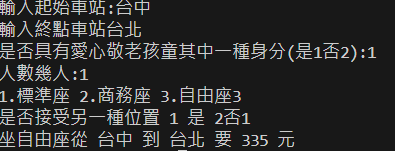 輸入起始車站:台中
輸入終點車站台北
是否具有愛心敬老孩童其中一種身分(是1否2):1
人數幾人:1
1.標準座 2.商務座 3.自由座3
是否接受另一種位置 1 是 2否1
坐自由座從 台中 到 台北 要 335 元